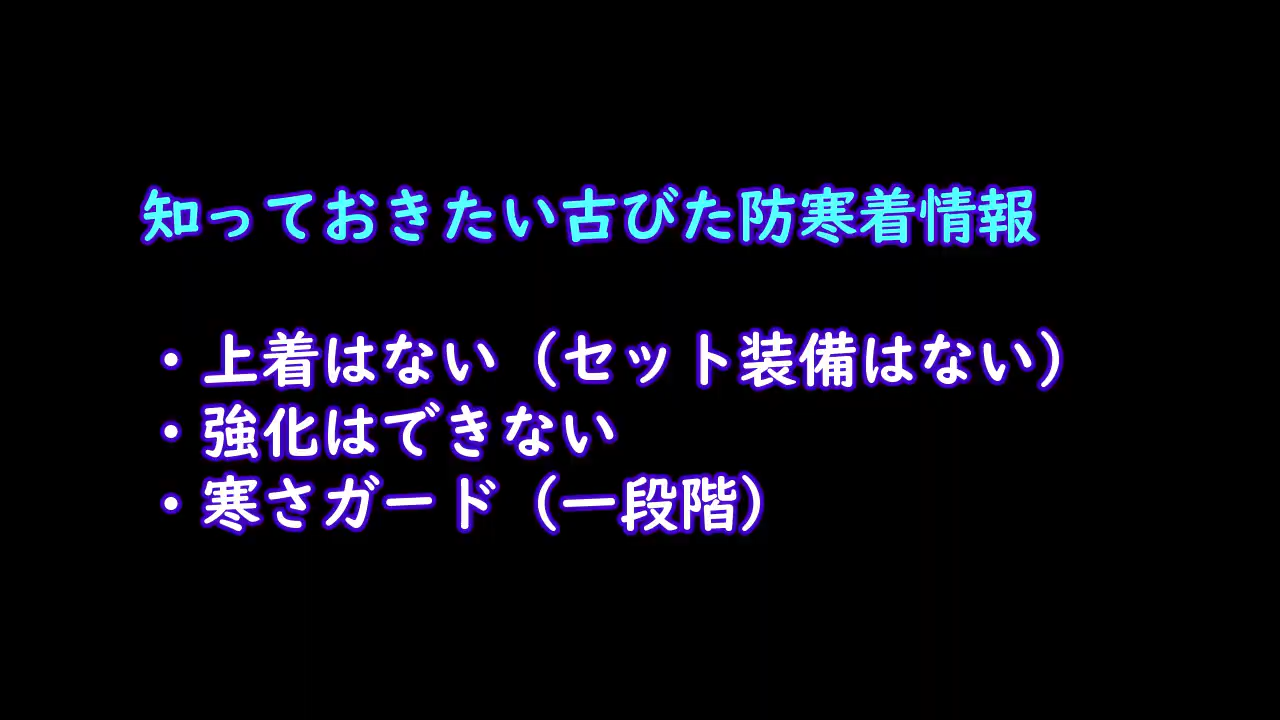 知っておきたい古びた防寒着情報
・上着はない（セット装備はない）
・強化はできない
・寒さガード（一段階）